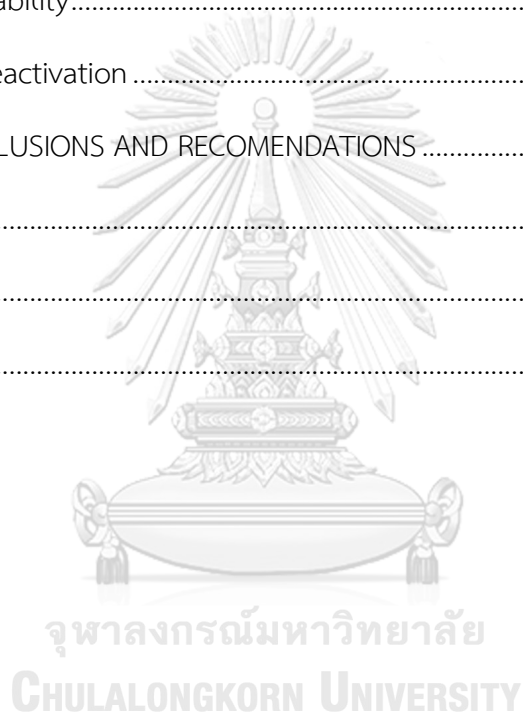 ability................................................................
eactivation ................................................................
LUSIONS AND RECOMENDATIONS ................
................................................................
................................................................
................................................................
จุฬาลงกรณ์มหาวิทยาลัย
CHULALONGKORN UNIVERSITY